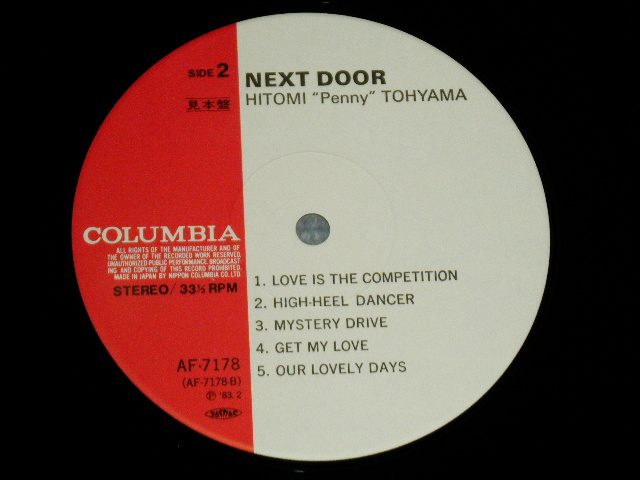 SIDE 2
見本盤
NEXT DOOR
HITOMI "Penny" TOHYAMA
COLUMBIA
ALL RIGHTS OF THE MANUFACTURER AND OF
THE OWNER OF THE RECORDED WORK RESERVED.
UNAUTHORIZED PUBLIC PERFORMANCE, BROADCAST-
ING AND COPYING OF THIS RECORD PROHIBITED.
MADE IN JAPAN BY NIPPON COLUMBIA CO. LTD.
STEREO/33⅓ RPM
1. LOVE IS THE COMPETITION
2. HIGH-HEEL DANCER
3. MYSTERY DRIVE
4. GET MY LOVE
5. OUR LOVELY DAYS
AF-7178
(AF-7178-B)
Ⓟ '83. 2